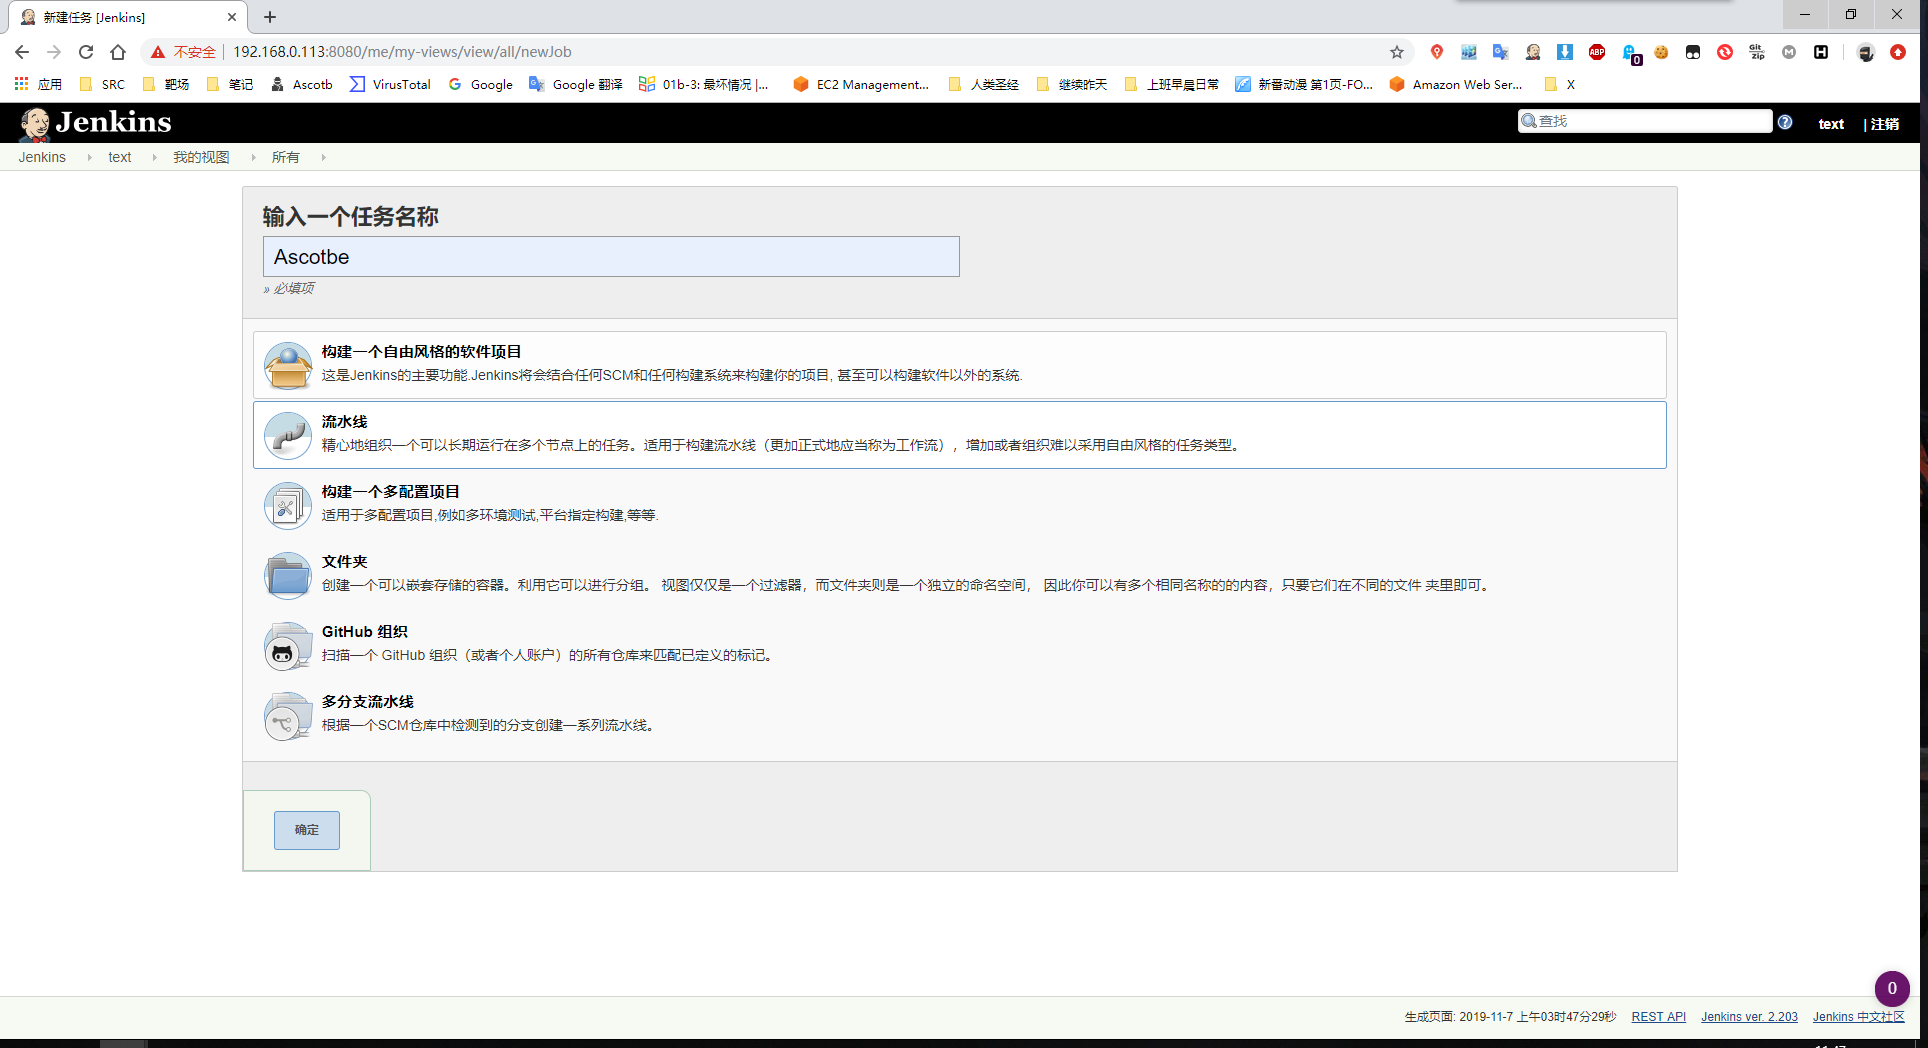 新建任务 [Jenkins]
不安全 192.168.0.113:8080/me/my-views/view/all/newJob
ABP
Git zip
M
H
0
应用 SRC 靶场 笔记 Ascotb VirusTotal Google Google 翻译 01b-3: 最坏情况 |... EC2 Management... 人类圣经 继续昨天 上班早晨日常 新番动漫 第1页-FO... Amazon Web Ser... X
Jenkins
查找
text | 注销
Jenkins text 我的视图 所有
输入一个任务名称
Ascotbe
» 必填项
构建一个自由风格的软件项目
这是Jenkins的主要功能.Jenkins将会结合任何SCM和任何构建系统来构建你的项目, 甚至可以构建软件以外的系统.
流水线
精心地组织一个可以长期运行在多个节点上的任务。适用于构建流水线（更加正式地应当称为工作流），增加或者组织难以采用自由风格的任务类型。
构建一个多配置项目
适用于多配置项目,例如多环境测试,平台指定构建,等等.
文件夹
创建一个可以嵌套存储的容器。利用它可以进行分组。 视图仅仅是一个过滤器，而文件夹则是一个独立的命名空间， 因此你可以有多个相同名称的的内容，只要它们在不同的文件 夹里即可。
GitHub 组织
扫描一个 GitHub 组织（或者个人账户）的所有仓库来匹配已定义的标记。
多分支流水线
根据一个SCM仓库中检测到的分支创建一系列流水线。
确定
0
生成页面: 2019-11-7 上午03时47分29秒 REST API Jenkins ver. 2.203 Jenkins 中文社区